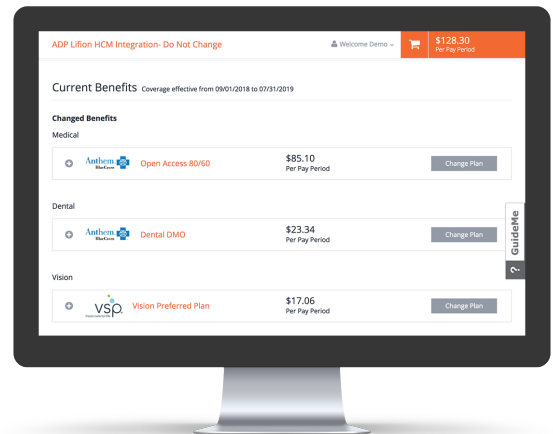 ADP Lifion HCM Integration- Do Not Change
Welcome Demo
$128.30
Per Pay Period
Current Benefits Coverage effective from 09/01/2018 to 07/31/2019
Changed Benefits
Medical
Anthem
BlueCross
Open Access 80/60
$85.10
Per Pay Period
Change Plan
Dental
Anthem
BlueCross
Dental DMO
$23.34
Per Pay Period
Change Plan
? GuideMe
Vision
vsp
Vision Preferred Plan
$17.06
Per Pay Period
Change Plan